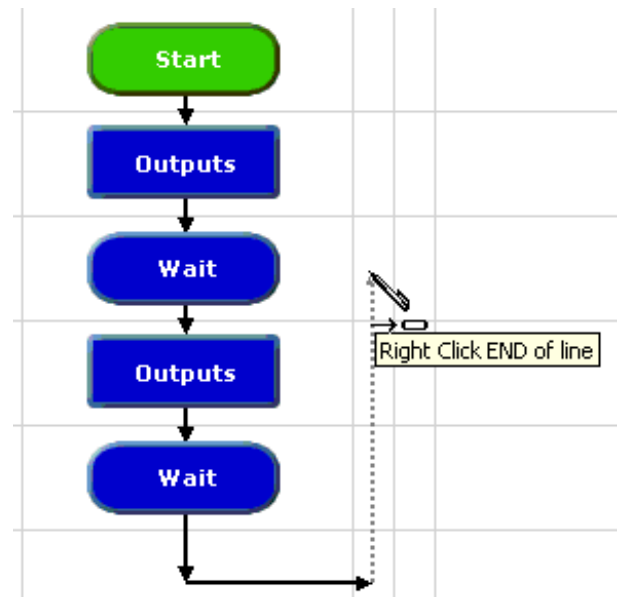 Start
Outputs
Wait
Right Click END of line
Outputs
Wait